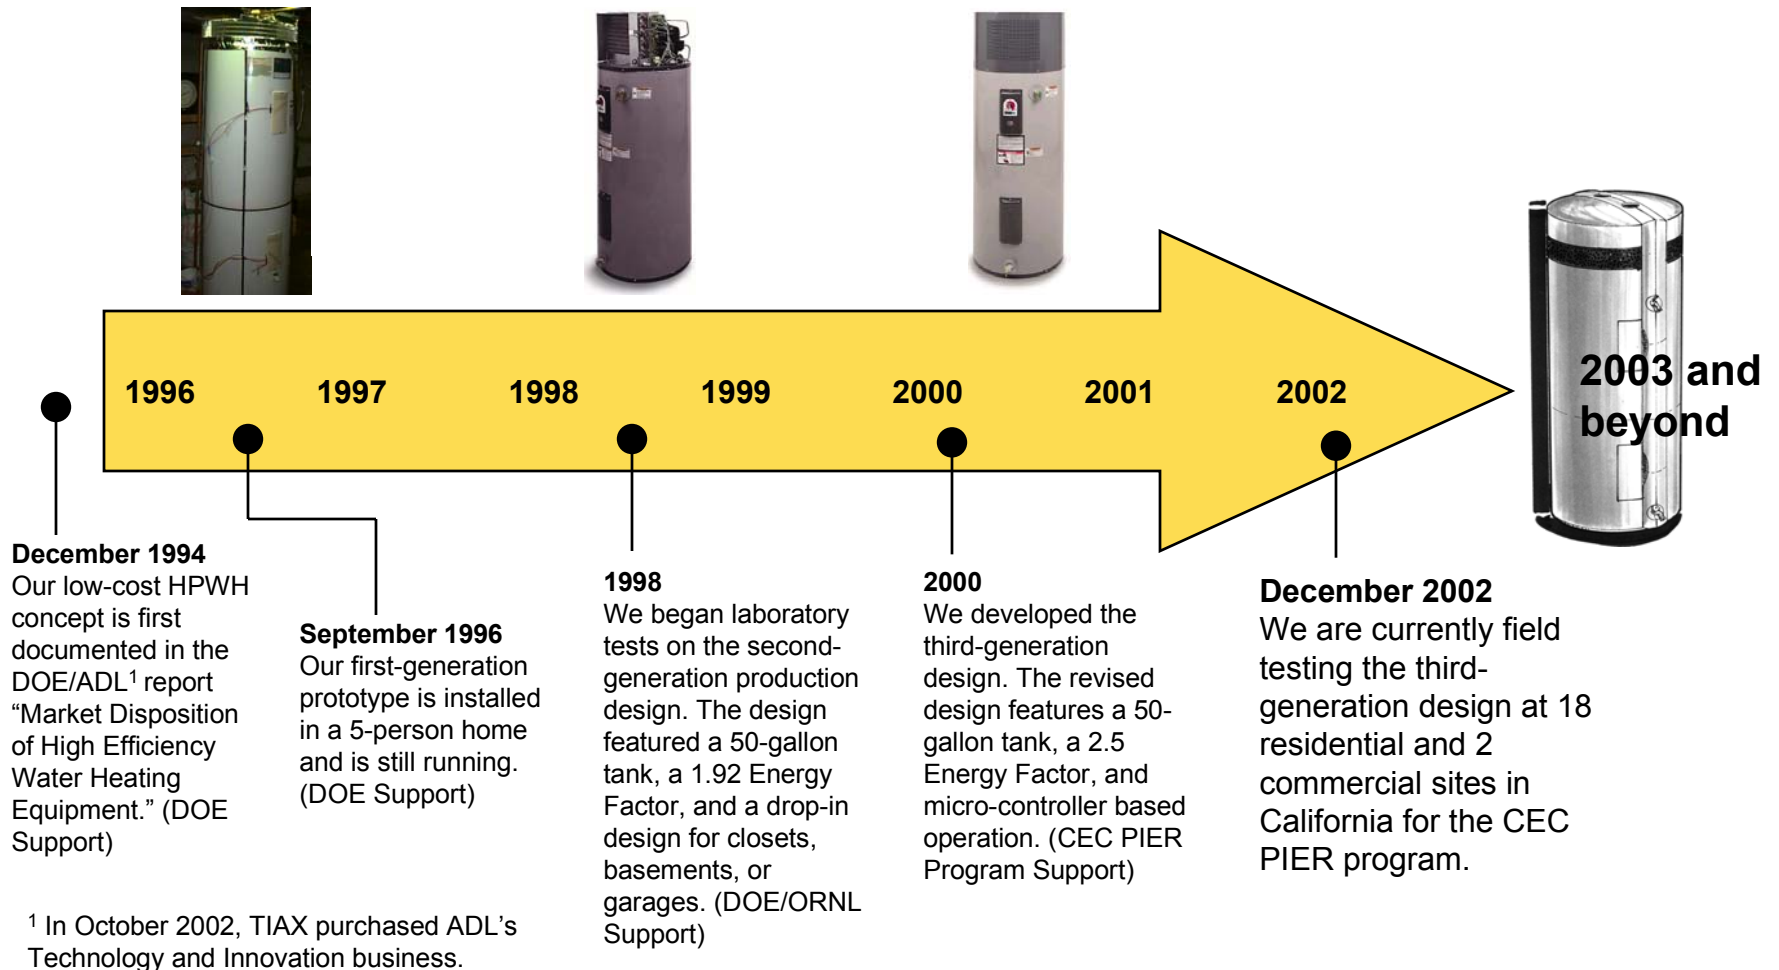 1996
1997
1998
1999
2000
2001
2002
2003 and
beyond
December 1994
Our low-cost HPWH
concept is first
documented in the
DOE/ADL1 report
“Market Disposition
of High Efficiency
Water Heating
Equipment.” (DOE
Support)
September 1996
Our first-generation
prototype is installed
in a 5-person home
and is still running.
(DOE Support)
1998
We began laboratory
tests on the second-
generation production
design. The design
featured a 50-gallon
tank, a 1.92 Energy
Factor, and a drop-in
design for closets,
basements, or
garages. (DOE/ORNL
Support)
2000
We developed the
third-generation
design. The revised
design features a 50-
gallon tank, a 2.5
Energy Factor, and
micro-controller based
operation. (CEC PIER
Program Support)
December 2002
We are currently field
testing the third-
generation design at 18
residential and 2
commercial sites in
California for the CEC
PIER program.
1 In October 2002, TIAX purchased ADL’s
Technology and Innovation business.